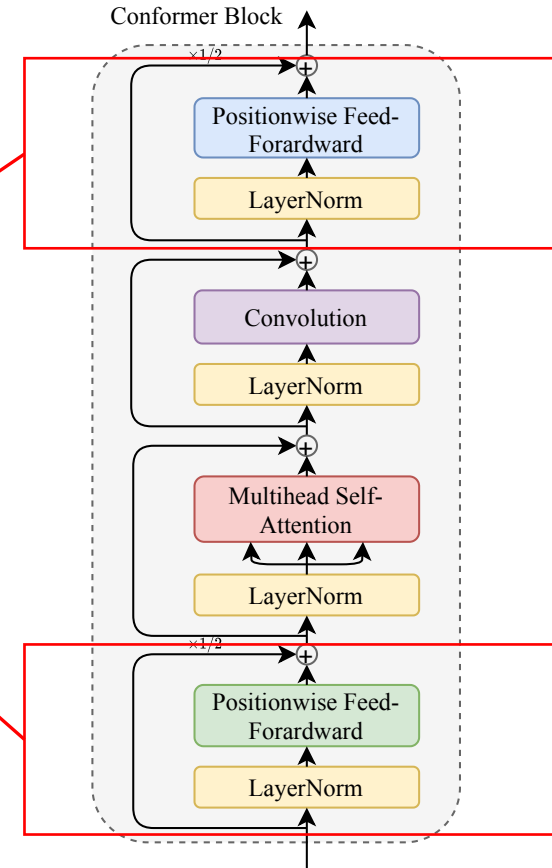 Conformer Block
×1/2
Positionwise Feed-
Forardward
LayerNorm
Convolution
LayerNorm
Multihead Self-
Attention
LayerNorm
×1/2
Positionwise Feed-
Forardward
LayerNorm